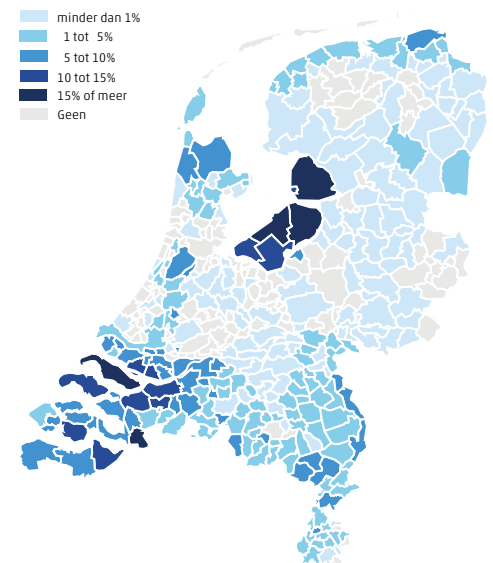 minder dan 1%
1 tot 5%
5 tot 10%
10 tot 15%
15% of meer
Geen